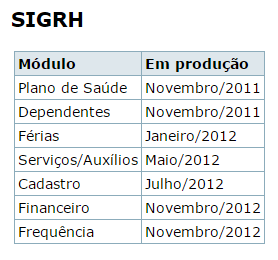 SIGRH
Módulo Em produção
Plano de Saúde Novembro/2011
Dependentes Novembro/2011
Férias Janeiro/2012
Serviços/Auxílios Maio/2012
Cadastro Julho/2012
Financeiro Novembro/2012
Frequência Novembro/2012